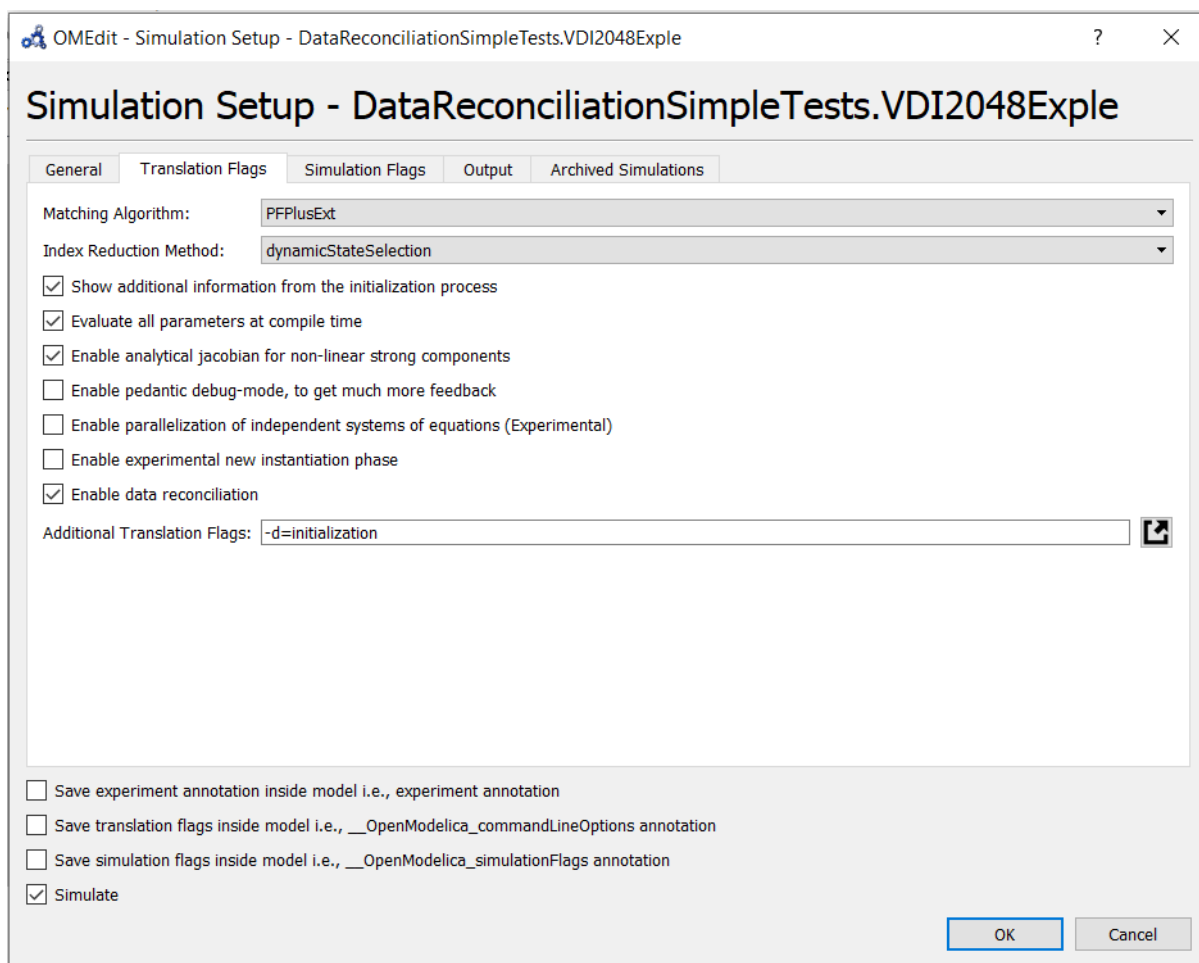 OMEdit - Simulation Setup - DataReconciliationSimpleTests.VDI2048Exple
?
Simulation Setup - DataReconciliationSimpleTests.VDI2048Exple
General Translation Flags Simulation Flags Output Archived Simulations
Matching Algorithm: PFPlusExt
Index Reduction Method: dynamicStateSelection
Show additional information from the initialization process
Evaluate all parameters at compile time
Enable analytical jacobian for non-linear strong components
Enable pedantic debug-mode, to get much more feedback
Enable parallelization of independent systems of equations (Experimental)
Enable experimental new instantiation phase
Enable data reconciliation
Additional Translation Flags: -d=initialization
Save experiment annotation inside model i.e., experiment annotation
Save translation flags inside model i.e., __OpenModelica_commandLineOptions annotation
Save simulation flags inside model i.e., __OpenModelica_simulationFlags annotation
Simulate
OK Cancel